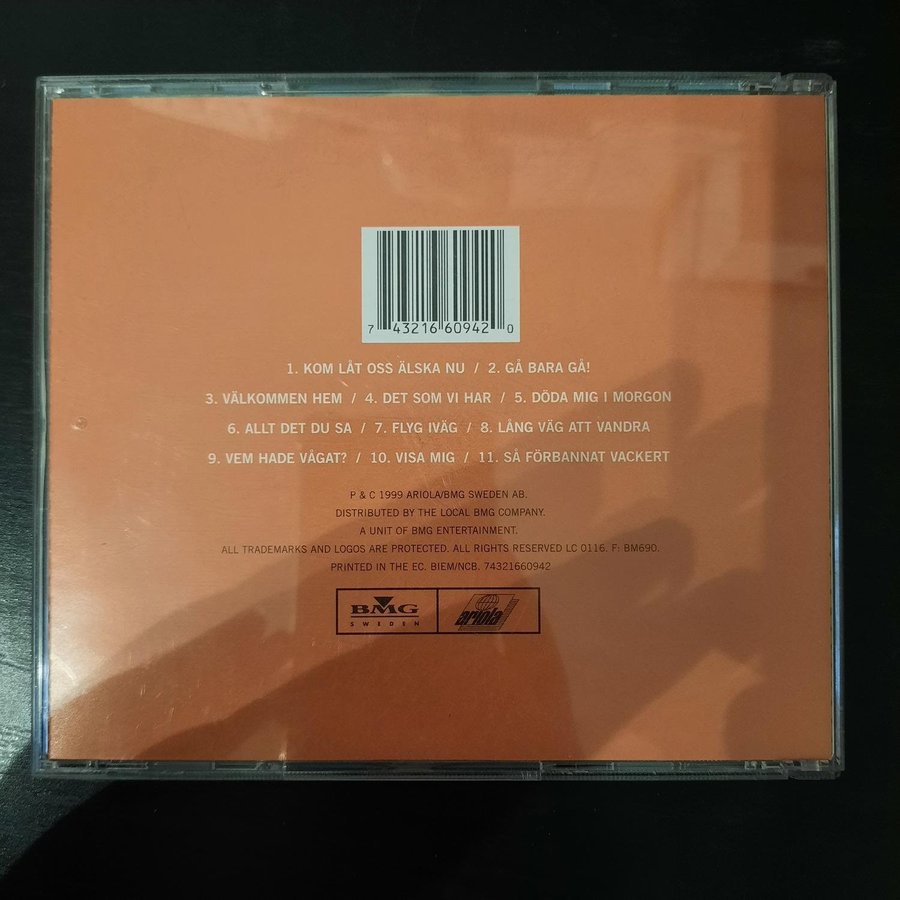 7 43216 60942 0
1. KOM LÅT OSS ÄLSKA NU / 2. GÅ BARA GÅ!
3. VÄLKOMMEN HEM / 4. DET SOM VI HAR / 5. DÖDA MIG I MORGON
6. ALLT DET DU SA / 7. FLYG IVÄG / 8. LÅNG VÄG ATT VANDRA
9. VEM HADE VÅGAT? / 10. VISA MIG / 11. SÅ FÖRBANNAT VACKERT
P & C 1999 ARIOLA/BMG SWEDEN AB.
DISTRIBUTED BY THE LOCAL BMG COMPANY.
A UNIT OF BMG ENTERTAINMENT.
ALL TRADEMARKS AND LOGOS ARE PROTECTED. ALL RIGHTS RESERVED LC 0116. F: BM690.
PRINTED IN THE EC. BIEM/NCB. 74321660942
BMG ariola
SWEDEN